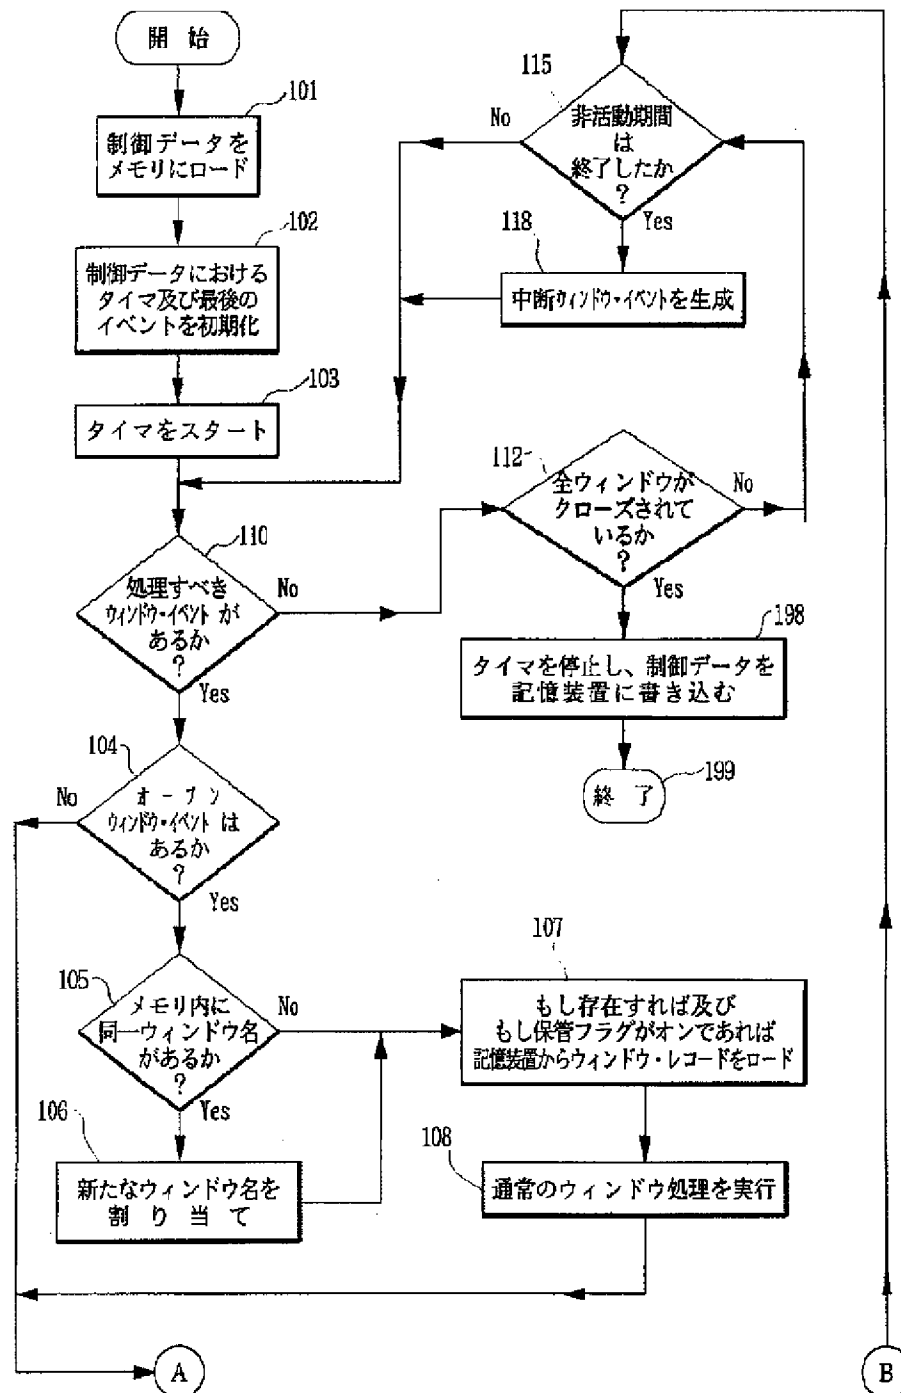 開 始
101
制御データを
メモリにロード
102
制御データにおける
タイマ及び最後の
イベントを初期化
103
タイマをスタート
110
処理すべき
ウィンドウ・イベント が
あるか
?
No
Yes
104
オープン
ウィンドウ・イベント は
あるか
?
No
Yes
105
メモリ内に
同一ウィンドウ名
があるか
?
No
Yes
106
新たなウィンドウ名を
割 り 当 て
115
非活動期間
は
終了したか
?
No
Yes
118
中断ウィンドウ・イベントを生成
112
全ウィンドウが
クローズされて
いるか
?
No
Yes
198
タイマを停止し、制御データを
記憶装置に書き込む
199
終 了
107
もし存在すれば及び
もし保管フラグがオンであれば
記憶装置からウィンドウ・レコードをロード
108
通常のウィンドウ処理を実行
A
B